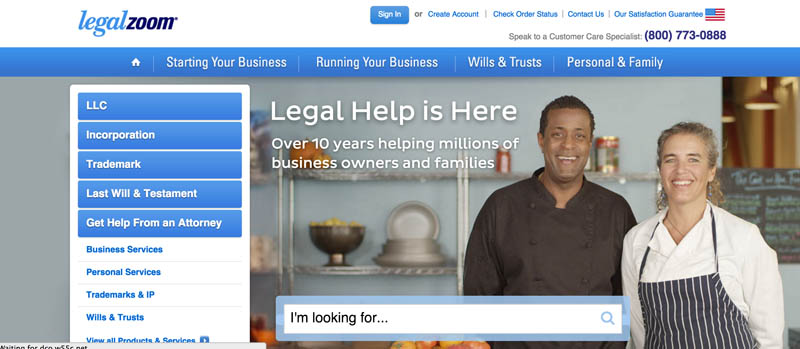 legalzoom
Sign In or Create Account | Check Order Status | Contact Us | Our Satisfaction Guarantee
Speak to a Customer Care Specialist: (800) 773-0888
Starting Your Business
Running Your Business
Wills & Trusts
Personal & Family
LLC
Incorporation
Trademark
Last Will & Testament
Get Help From an Attorney
Business Services
Personal Services
Trademarks & IP
Wills & Trusts
View all Products & Services
Legal Help is Here
Over 10 years helping millions of
business owners and families
I'm looking for...
Waiting for dcp.w55c.net